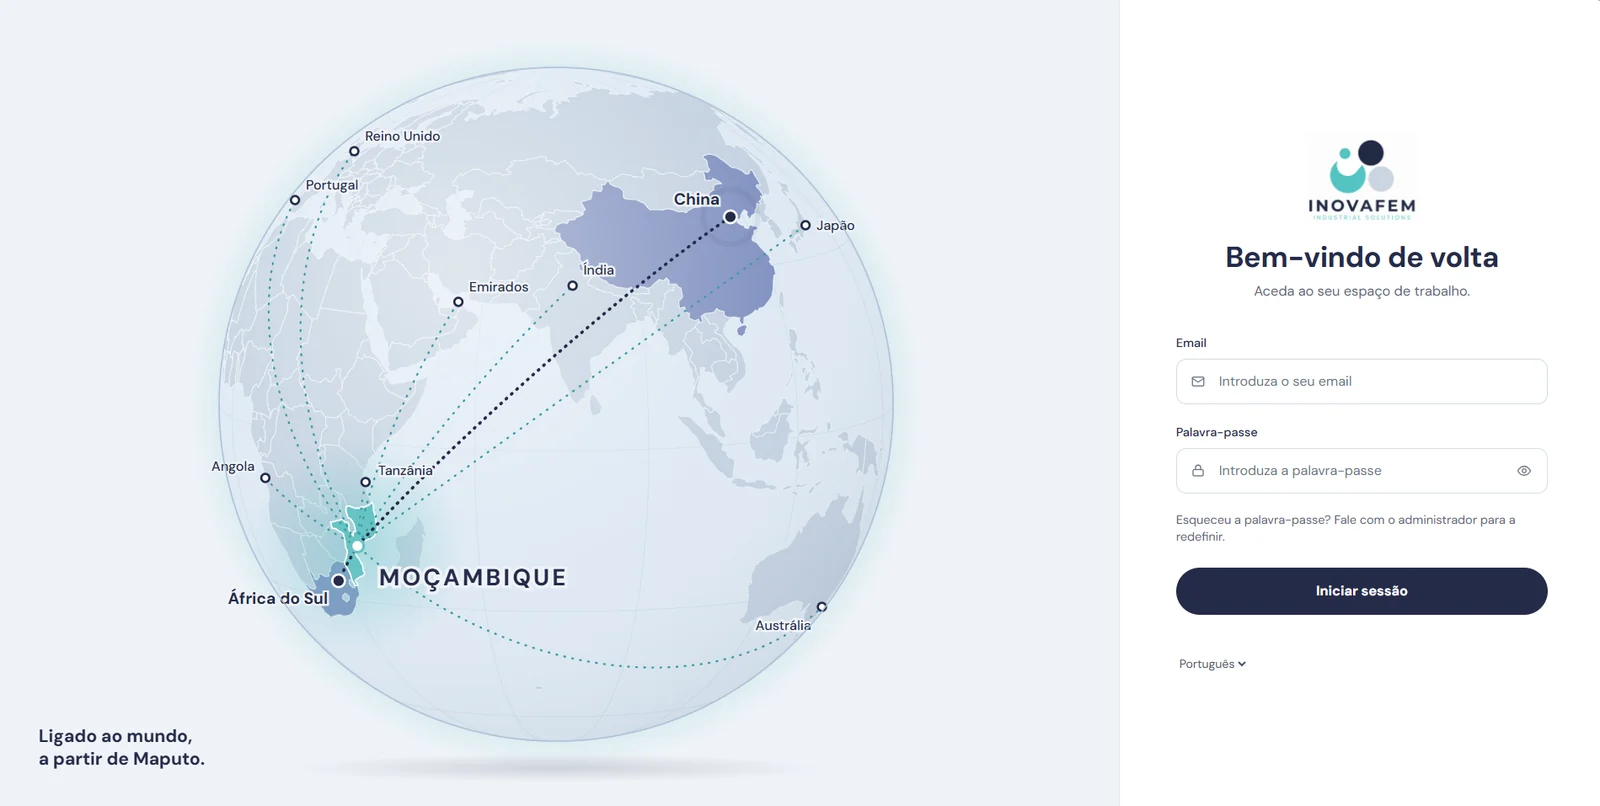 Reino Unido
Portugal
China
Japão
Índia
Emirados
Angola
Tanzânia
MOÇAMBIQUE
África do Sul
Austrália
Ligado ao mundo,
a partir de Maputo.
INOVAFEM
INDUSTRIAL SOLUTIONS
Bem-vindo de volta
Aceda ao seu espaço de trabalho.
Email
Introduza o seu email
Palavra-passe
Introduza a palavra-passe
Esqueceu a palavra-passe? Fale com o administrador para a
redefinir.
Iniciar sessão
Português